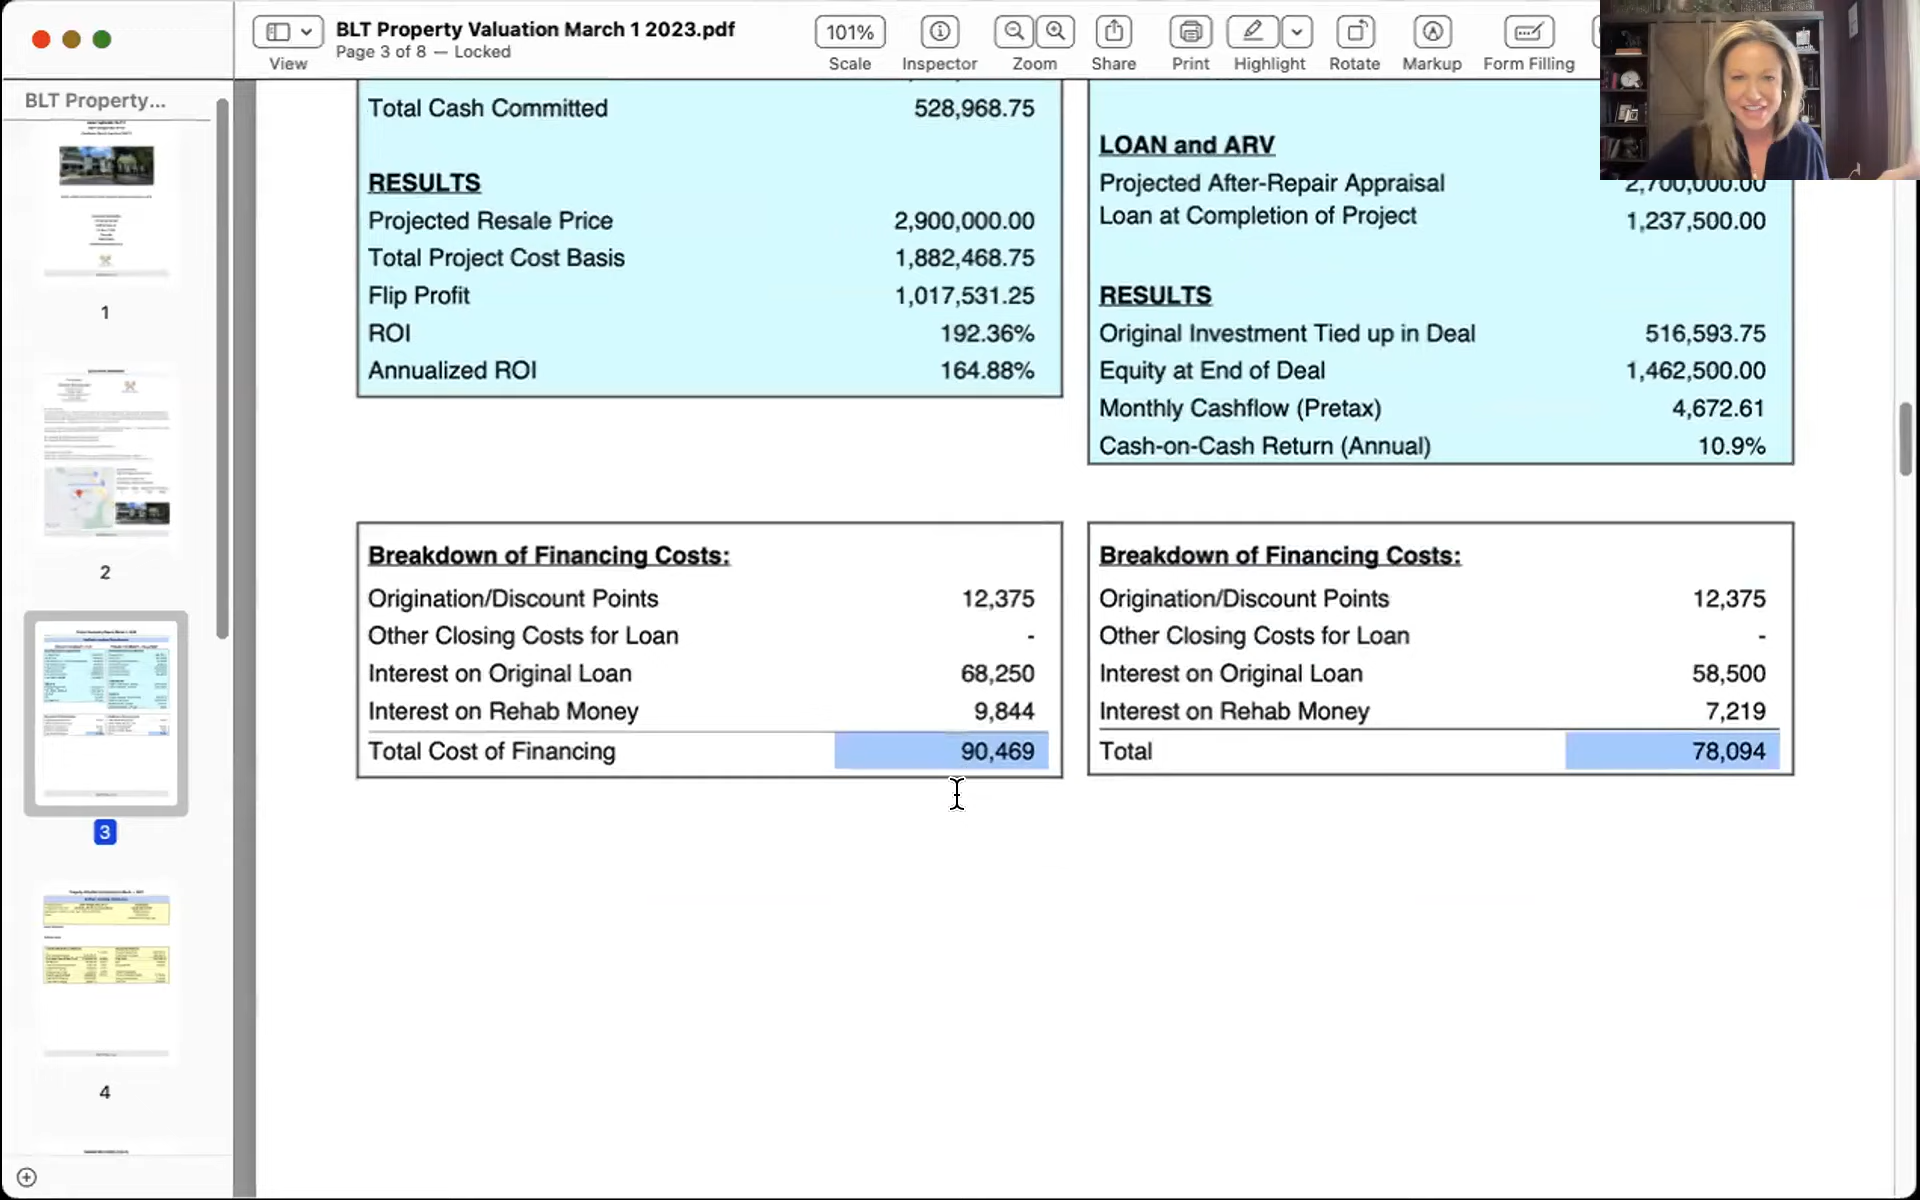 BLT Property Valuation March 1 2023.pdf
Page 3 of 8 — Locked
View
101%
Scale
Inspector
Zoom
Share
Print
Highlight
Rotate
Markup
Form Filling
BLT Property...
1
2
3
4
Total Cash Committed 528,968.75
RESULTS
Projected Resale Price 2,900,000.00
Total Project Cost Basis 1,882,468.75
Flip Profit 1,017,531.25
ROI 192.36%
Annualized ROI 164.88%
LOAN and ARV
Projected After-Repair Appraisal 2,700,000.00
Loan at Completion of Project 1,237,500.00
RESULTS
Original Investment Tied up in Deal 516,593.75
Equity at End of Deal 1,462,500.00
Monthly Cashflow (Pretax) 4,672.61
Cash-on-Cash Return (Annual) 10.9%
Breakdown of Financing Costs:
Origination/Discount Points 12,375
Other Closing Costs for Loan -
Interest on Original Loan 68,250
Interest on Rehab Money 9,844
Total Cost of Financing 90,469
Breakdown of Financing Costs:
Origination/Discount Points 12,375
Other Closing Costs for Loan -
Interest on Original Loan 58,500
Interest on Rehab Money 7,219
Total 78,094